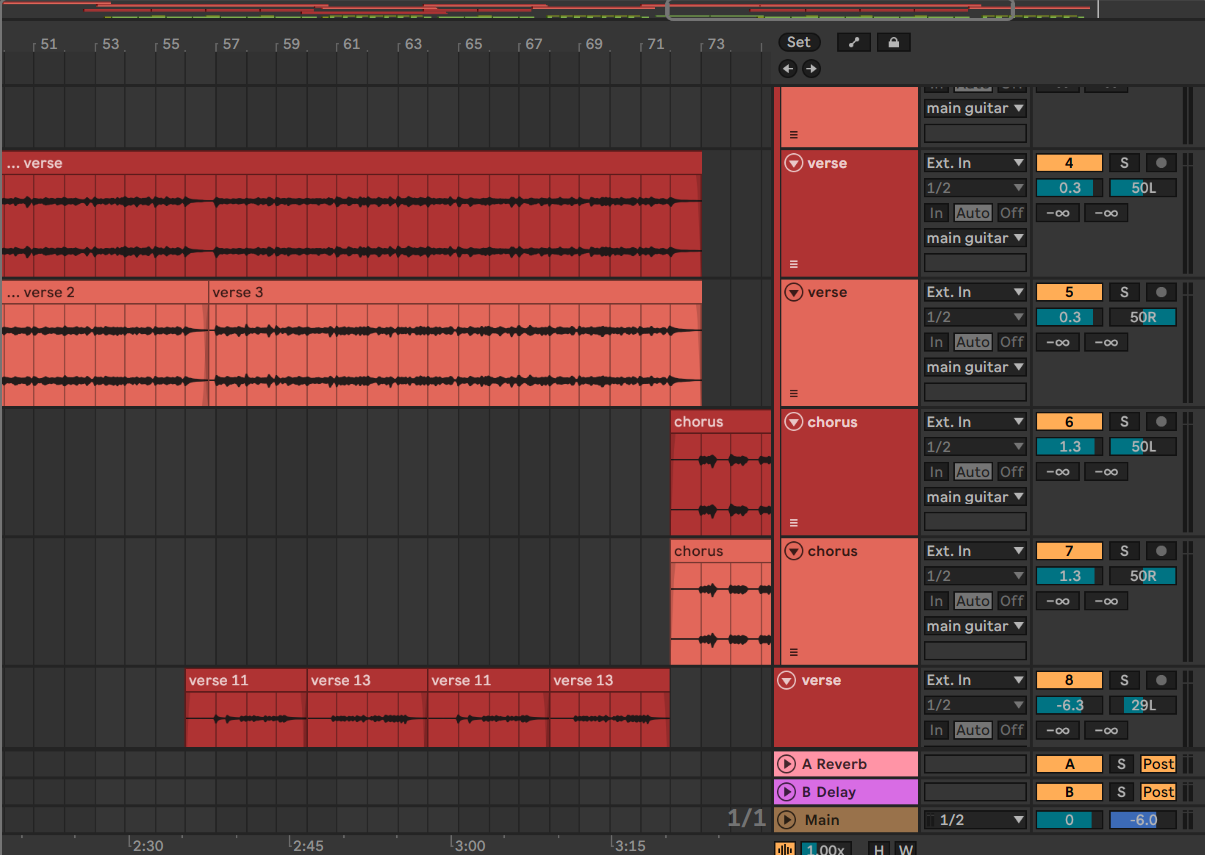 51 53 55 57 59 61 63 65 67 69 71 73 Set
main guitar
... verse verse Ext. In 4 S
1/2 0.3 50L
In Auto Off -∞ -∞
main guitar
... verse 2 verse 3 verse Ext. In 5 S
1/2 0.3 50R
In Auto Off -∞ -∞
main guitar
chorus chorus Ext. In 6 S
1/2 1.3 50L
In Auto Off -∞ -∞
main guitar
chorus chorus Ext. In 7 S
1/2 1.3 50R
In Auto Off -∞ -∞
main guitar
verse 11 verse 13 verse 11 verse 13 verse Ext. In 8 S
1/2 -6.3 29L
In Auto Off -∞ -∞
A Reverb A S Post
B Delay B S Post
1/1 Main 1/2 0 -6.0
2:30 2:45 3:00 3:15 1.00x H W